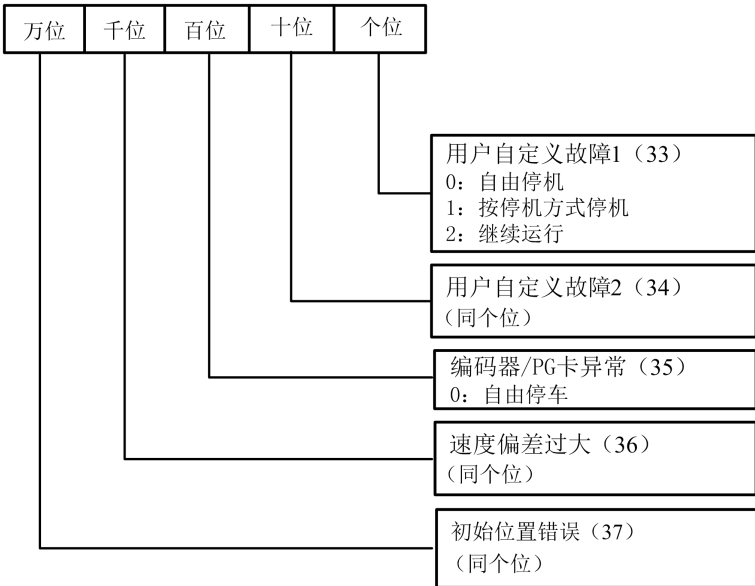 万位 千位 百位 十位 个位
用户自定义故障1（33）
0：自由停机
1：按停机方式停机
2：继续运行
用户自定义故障2（34）
（同个位）
编码器/PG卡异常（35）
0：自由停车
速度偏差过大（36）
（同个位）
初始位置错误（37）
（同个位）